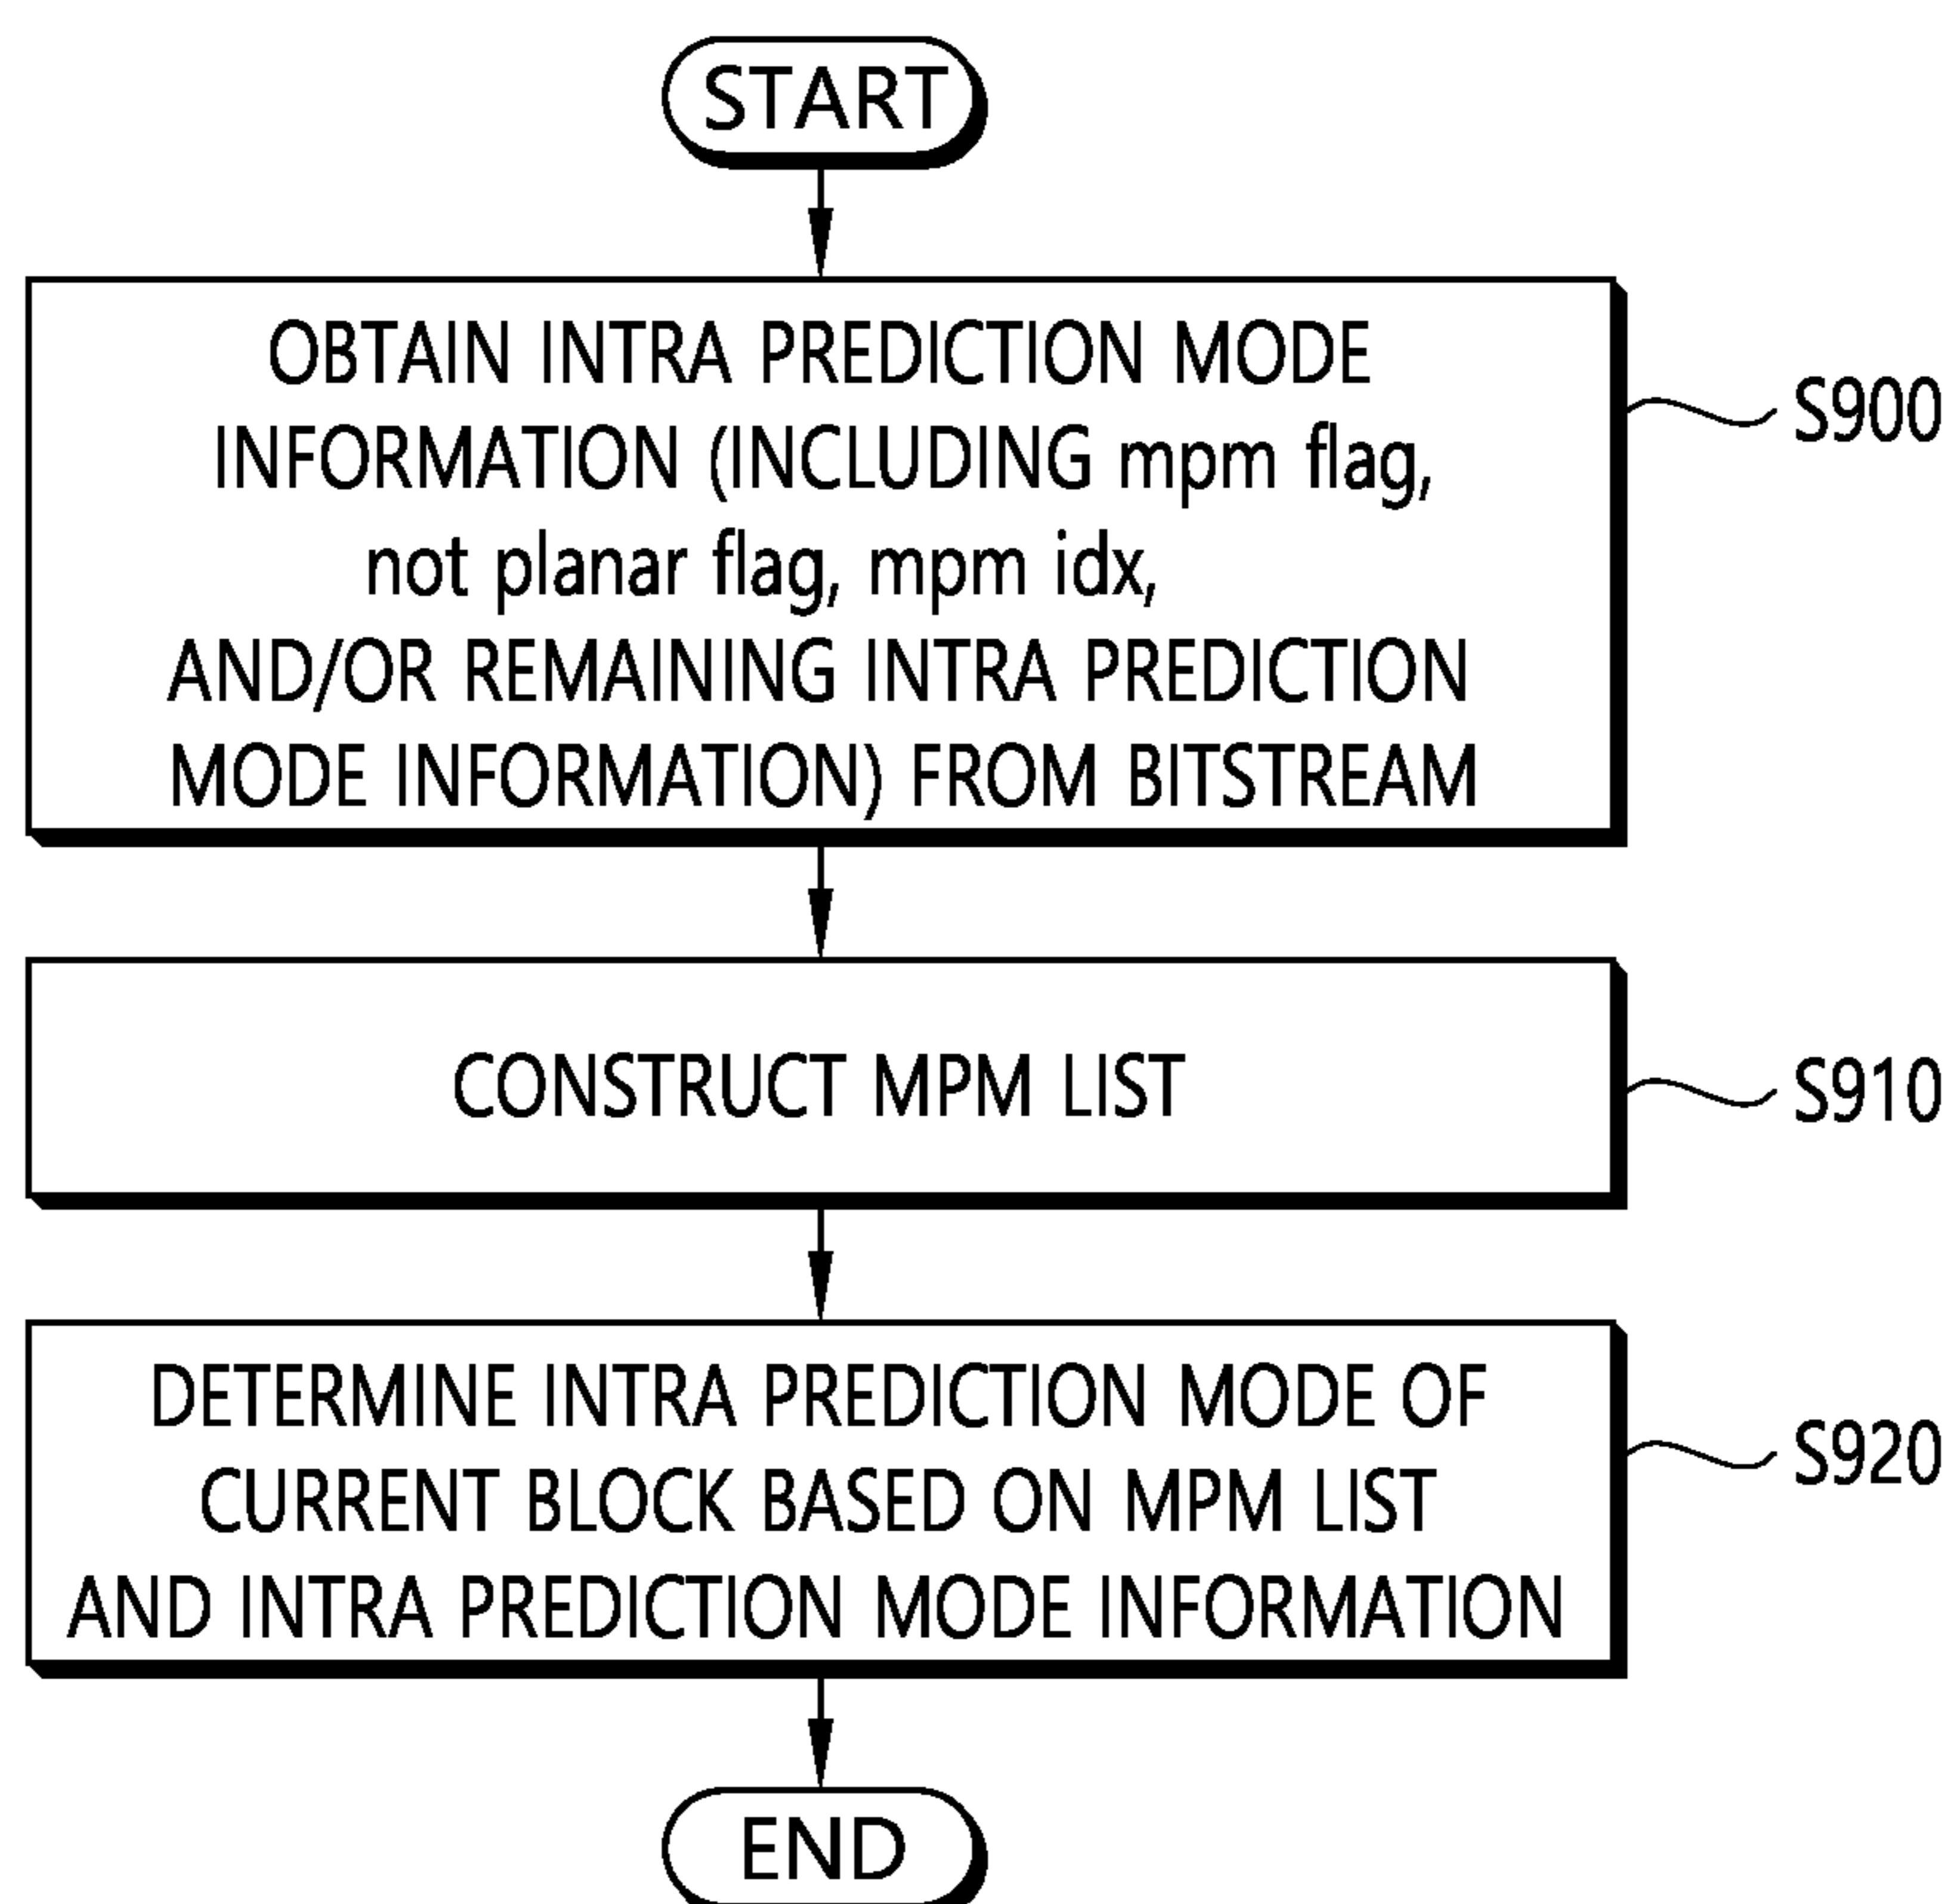 START
OBTAIN INTRA PREDICTION MODE
INFORMATION (INCLUDING mpm flag,
not planar flag, mpm idx,
AND/OR REMAINING INTRA PREDICTION
MODE INFORMATION) FROM BITSTREAM
S900
CONSTRUCT MPM LIST
S910
DETERMINE INTRA PREDICTION MODE OF
CURRENT BLOCK BASED ON MPM LIST
AND INTRA PREDICTION MODE INFORMATION
S920
END